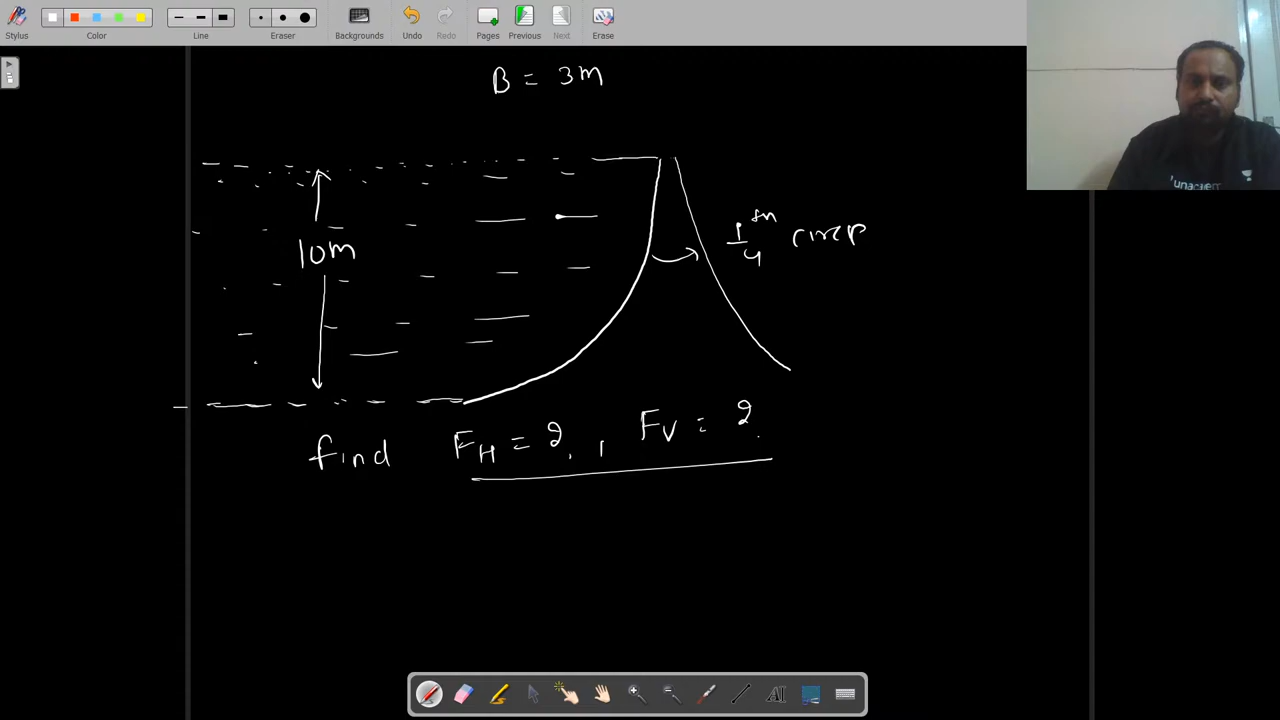 Stylus Color Line Eraser Backgrounds Undo Redo Pages Previous Next Erase
B = 3m
10m
1/4 th
find FH = ?, FV = ?
AI